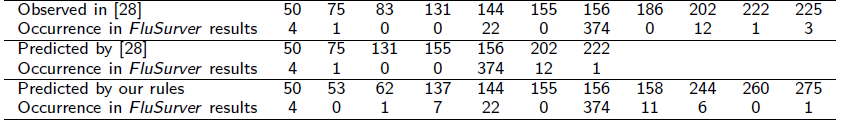 Observed in [28] 50 75 83 131 144 155 156 186 202 222 225
Occurrence in FluSurver results 4 1 0 0 22 0 374 0 12 1 3
Predicted by [28] 50 75 131 155 156 202 222
Occurrence in FluSurver results 4 1 0 0 374 12 1
Predicted by our rules 50 53 62 137 144 155 156 158 244 260 275
Occurrence in FluSurver results 4 0 1 7 22 0 374 11 6 0 1